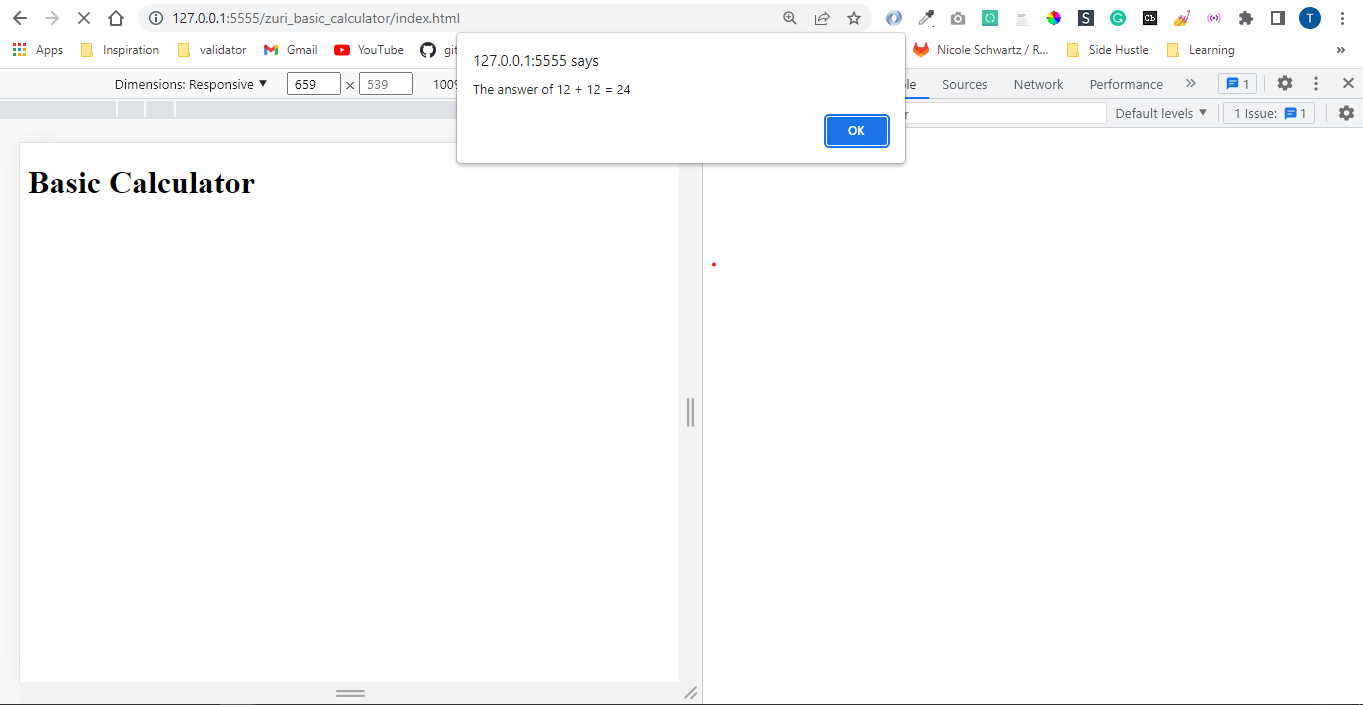 127.0.0.1:5555/zuri_basic_calculator/index.html
S
Cb
T
Apps Inspiration validator Gmail YouTube git Nicole Schwartz / R... Side Hustle Learning »
127.0.0.1:5555 says
The answer of 12 + 12 = 24
OK
Dimensions: Responsive ▼ 659 × 539 100% le Sources Network Performance » 1
r Default levels ▼ 1 Issue: 1
Basic Calculator